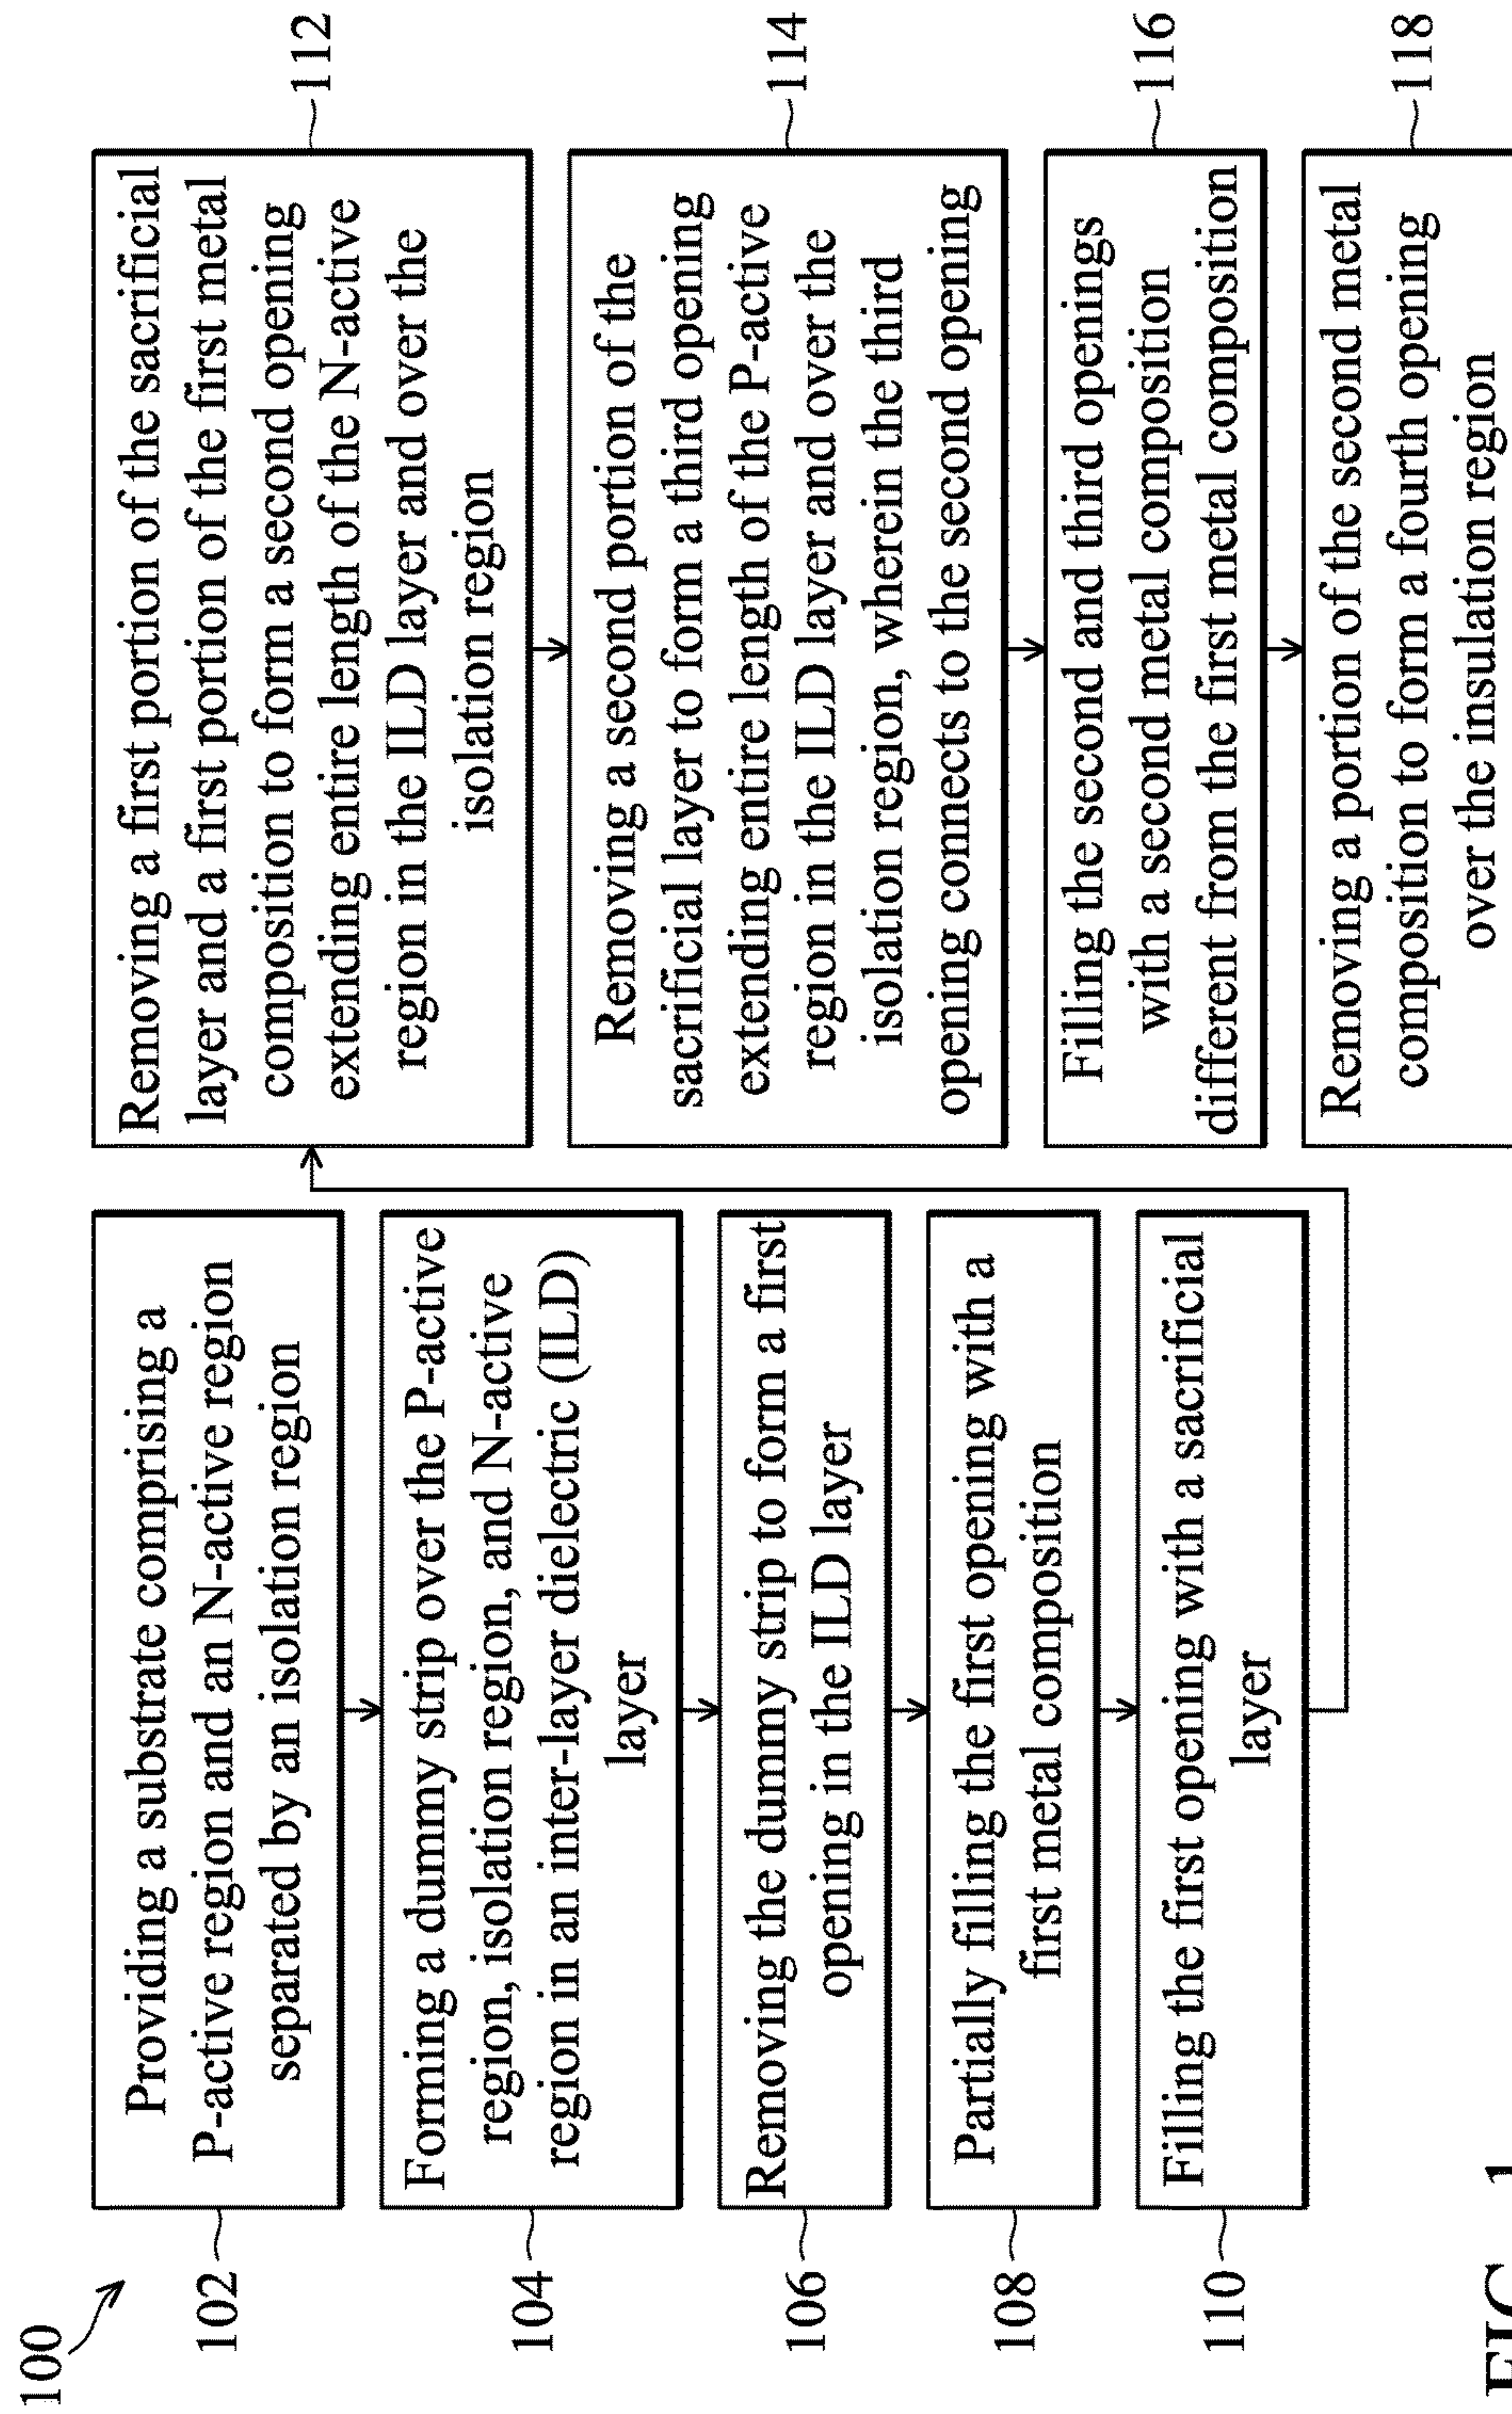 100
102
Providing a substrate comprising a
P-active region and an N-active region
separated by an isolation region
104
Forming a dummy strip over the P-active
region, isolation region, and N-active
region in an inter-layer dielectric (ILD)
layer
106
Removing the dummy strip to form a first
opening in the ILD layer
108
Partially filling the first opening with a
first metal composition
110
Filling the first opening with a sacrificial
layer
Removing a first portion of the sacrificial
layer and a first portion of the first metal
composition to form a second opening
extending entire length of the N-active
region in the ILD layer and over the
isolation region
112
Removing a second portion of the
sacrificial layer to form a third opening
extending entire length of the P-active
region in the ILD layer and over the
isolation region, wherein the third
opening connects to the second opening
114
Filling the second and third openings
with a second metal composition
different from the first metal composition
116
Removing a portion of the second metal
composition to form a fourth opening
over the insulation region
118
FIG. 1